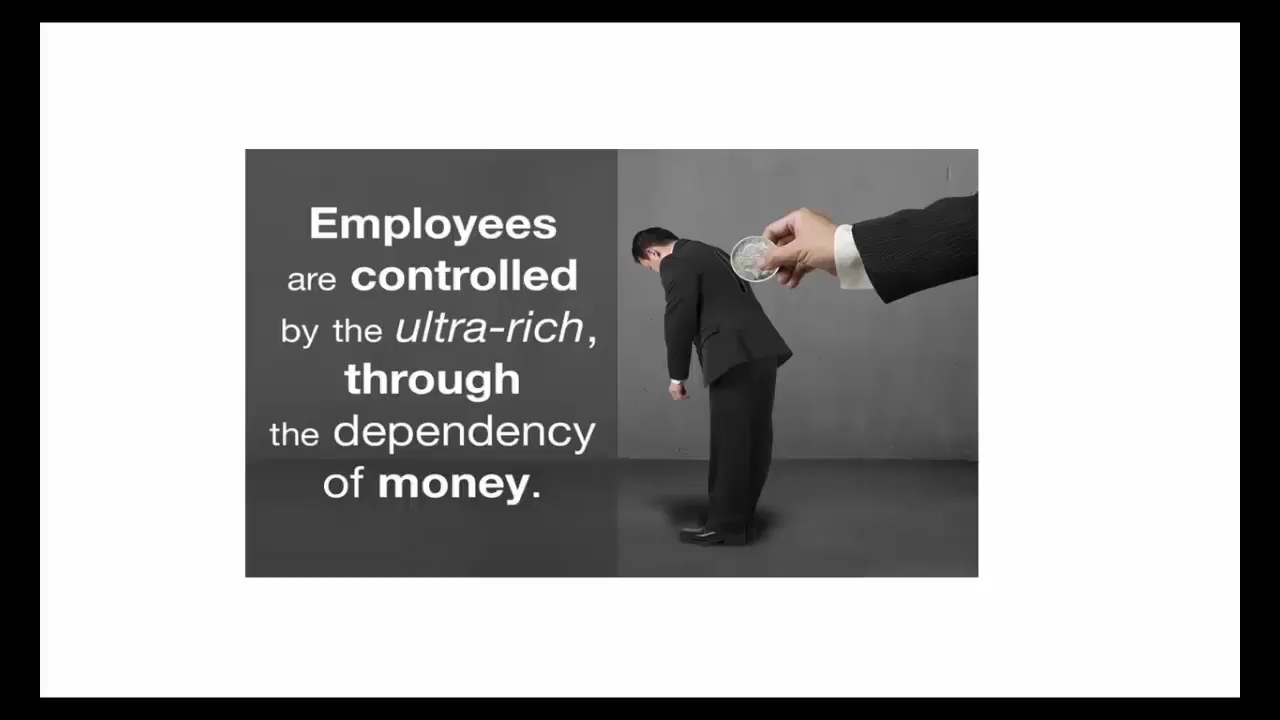 Employees
are controlled
by the ultra-rich,
through
the dependency
of money.